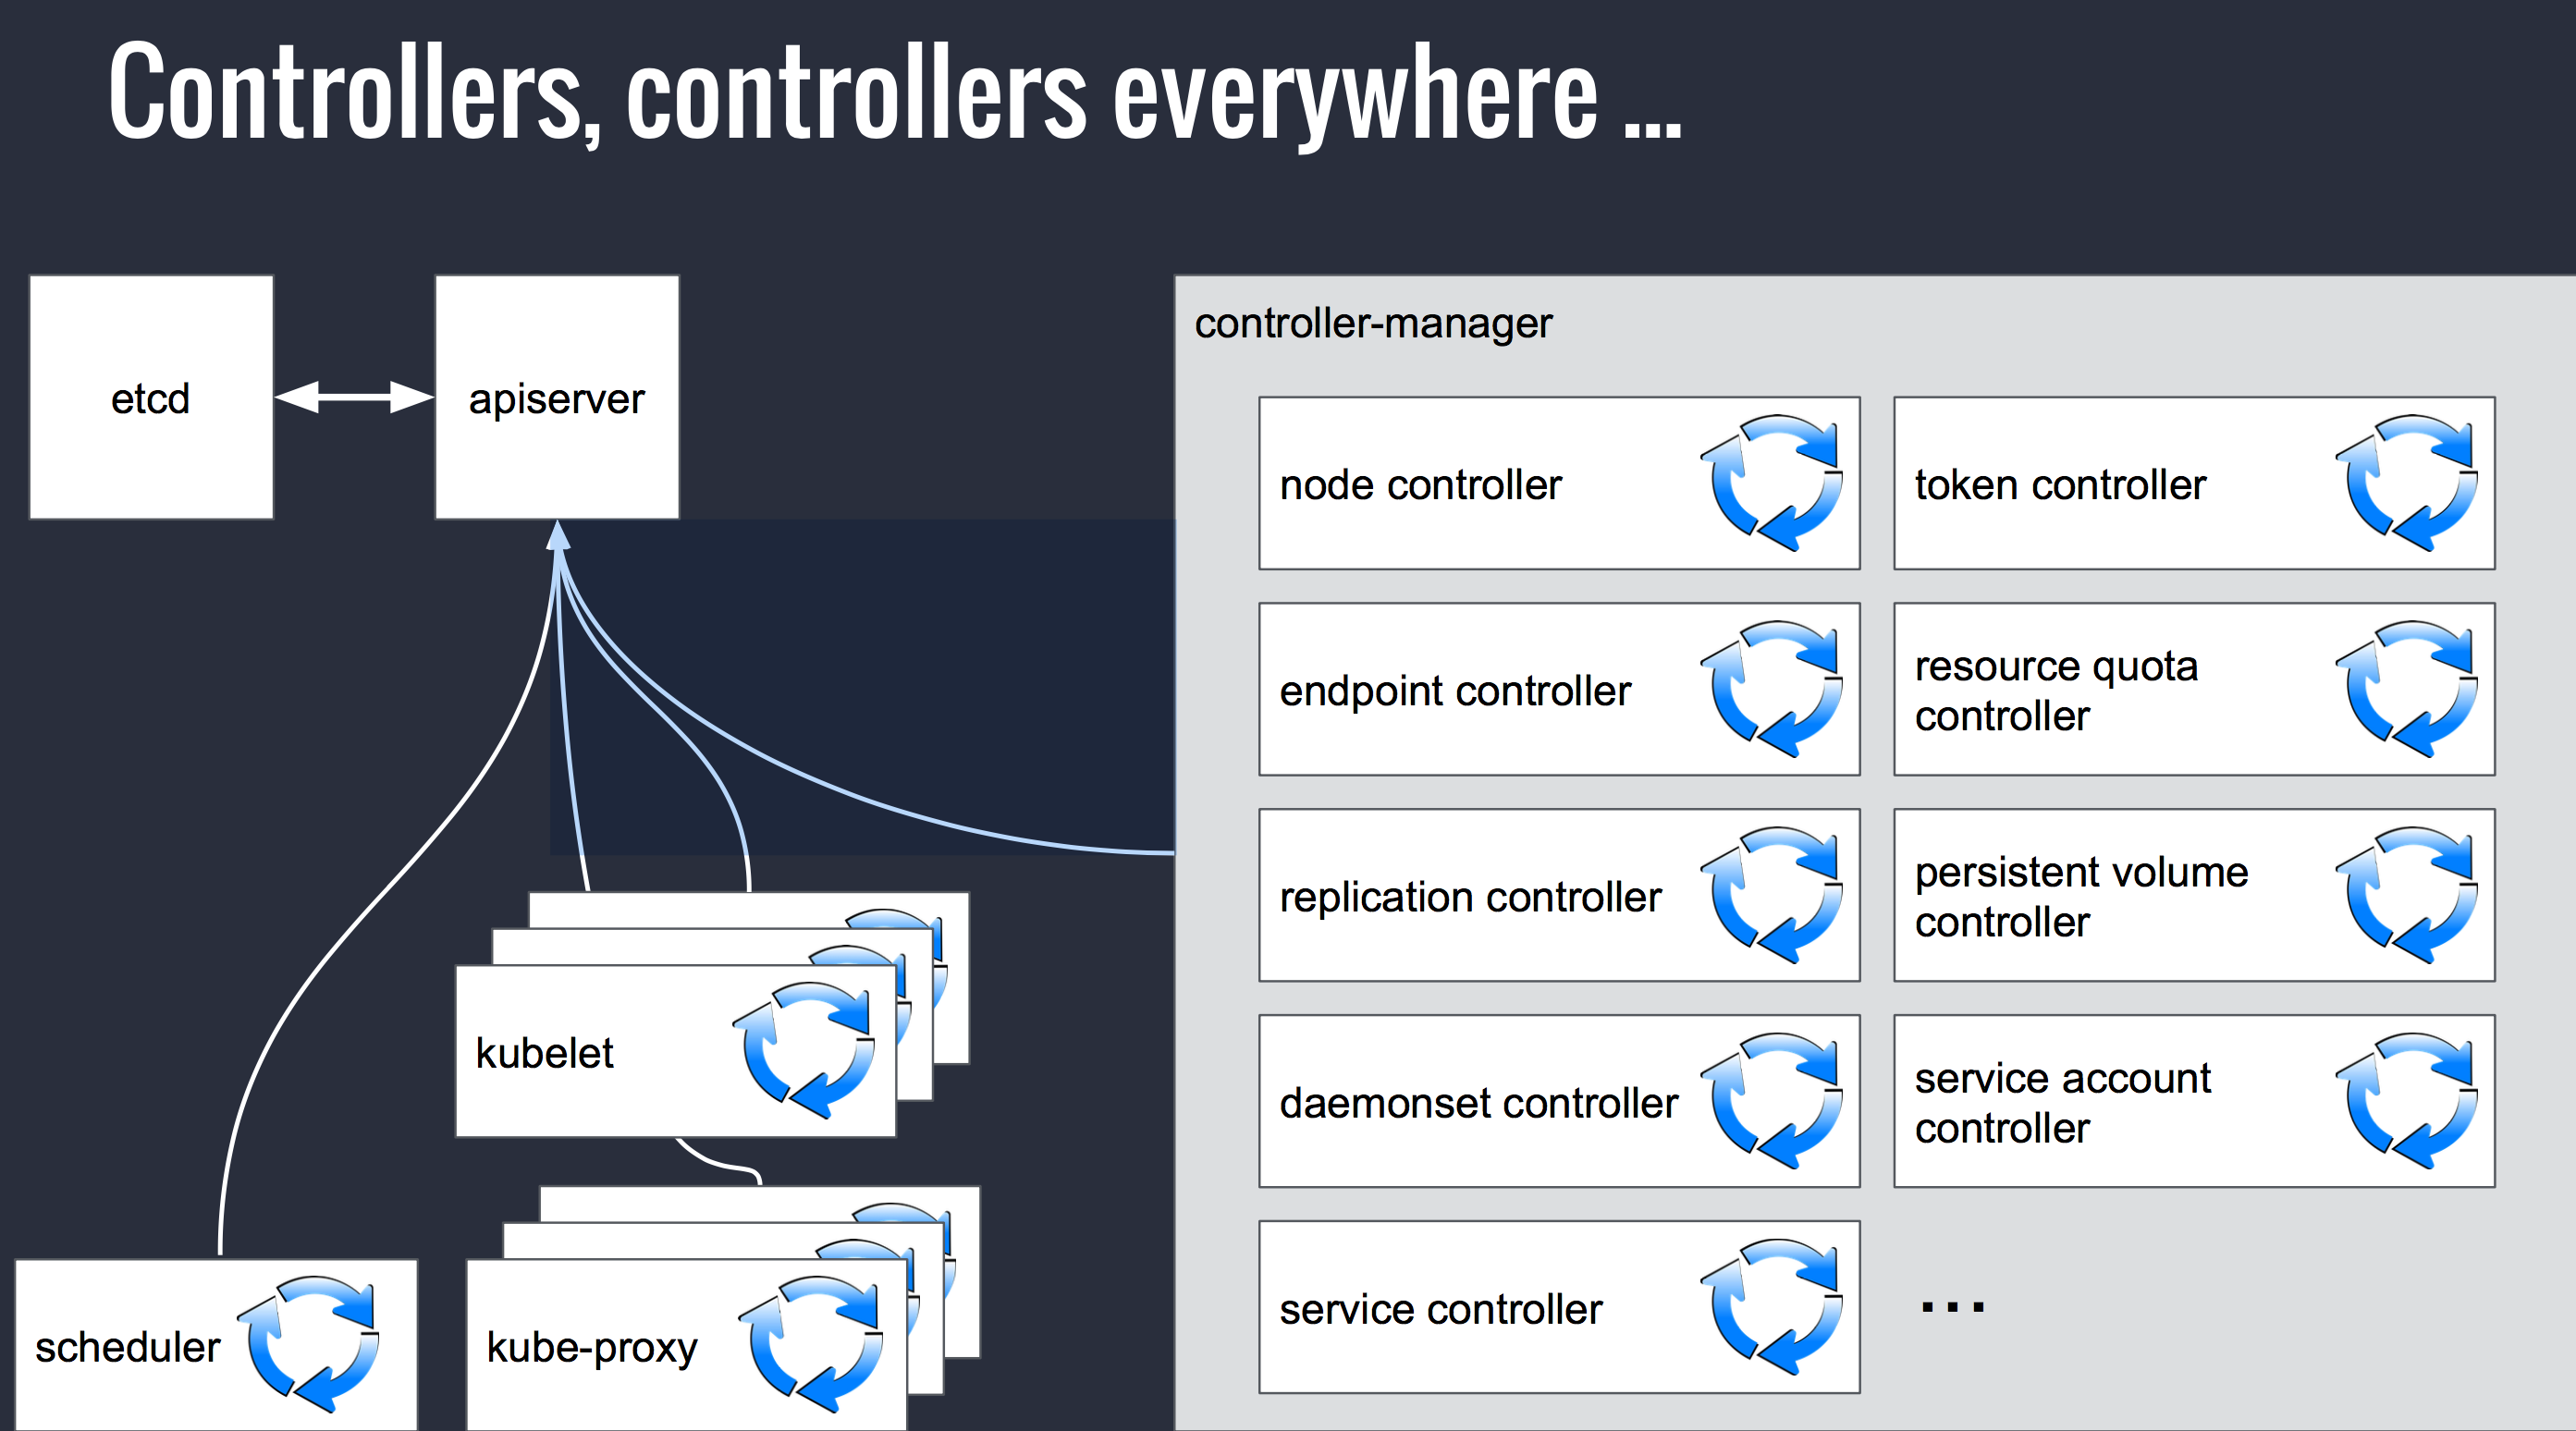 Controllers, controllers everywhere ...
etcd
apiserver
controller-manager
node controller
token controller
endpoint controller
resource quota
controller
replication controller
persistent volume
controller
kubelet
daemonset controller
service account
controller
scheduler
kube-proxy
service controller
...